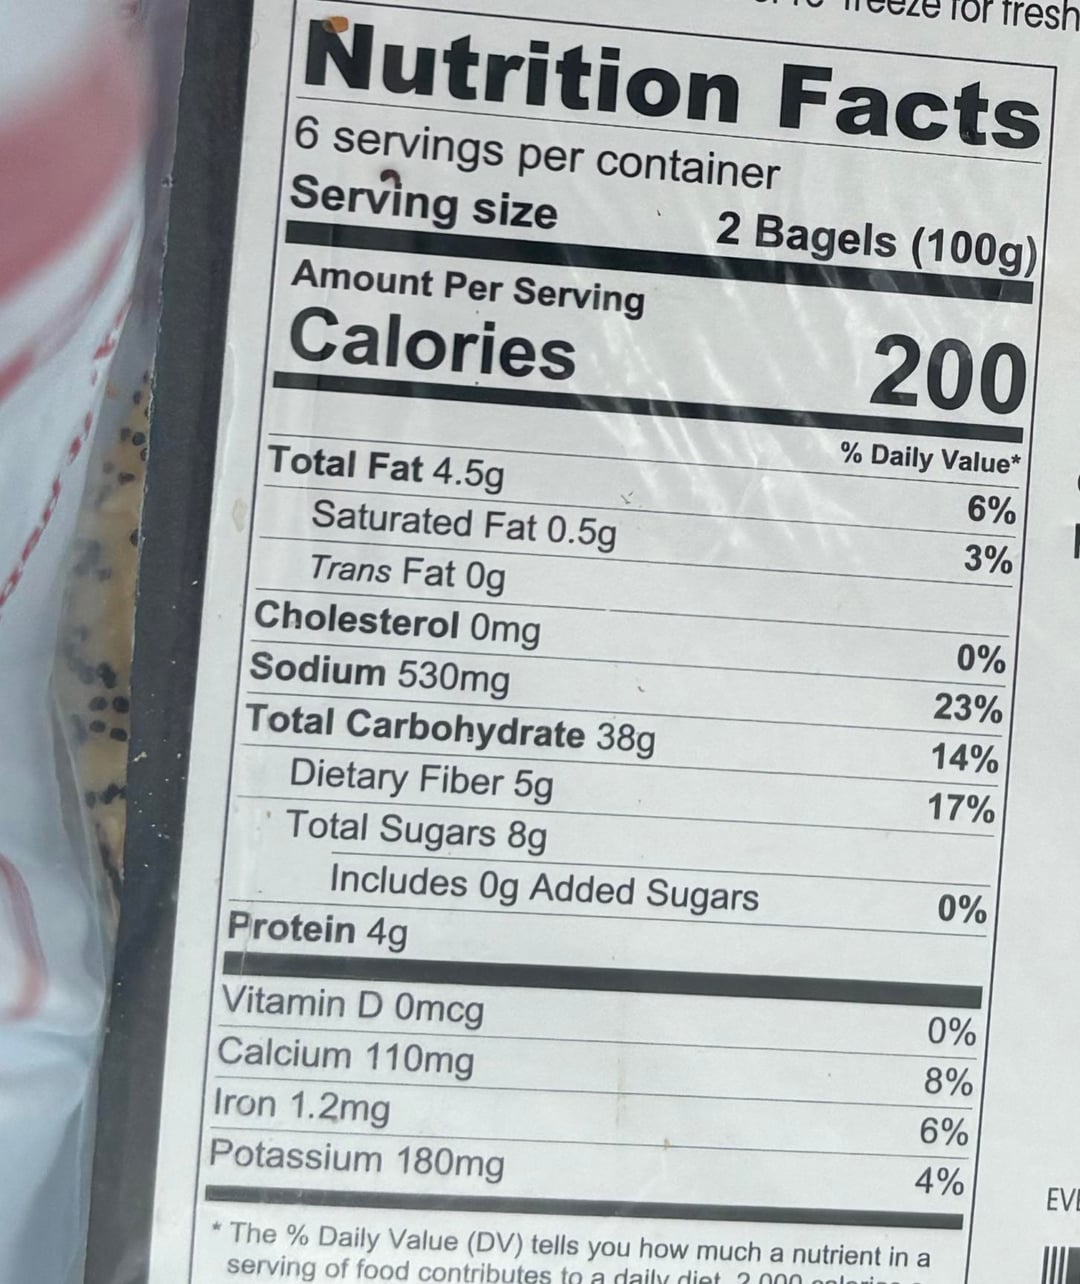 freeze for fresh
Nutrition Facts
6 servings per container
Serving size 2 Bagels (100g)
Amount Per Serving
Calories 200
% Daily Value*
Total Fat 4.5g 6%
Saturated Fat 0.5g 3%
Trans Fat 0g
Cholesterol 0mg 0%
Sodium 530mg 23%
Total Carbohydrate 38g 14%
Dietary Fiber 5g 17%
Total Sugars 8g
Includes 0g Added Sugars 0%
Protein 4g
Vitamin D 0mcg 0%
Calcium 110mg 8%
Iron 1.2mg 6%
Potassium 180mg 4%
* The % Daily Value (DV) tells you how much a nutrient in a
serving of food contributes to a daily diet. 2,000 calories